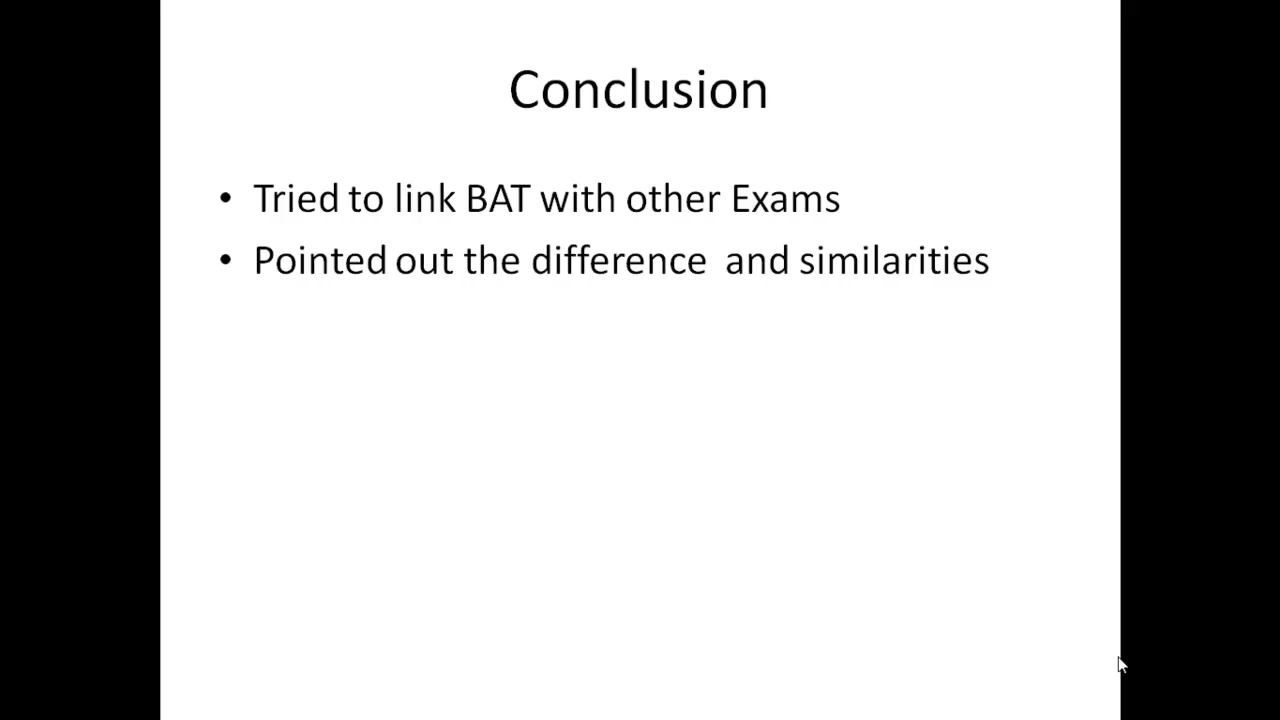 Conclusion
• Tried to link BAT with other Exams
• Pointed out the difference  and similarities